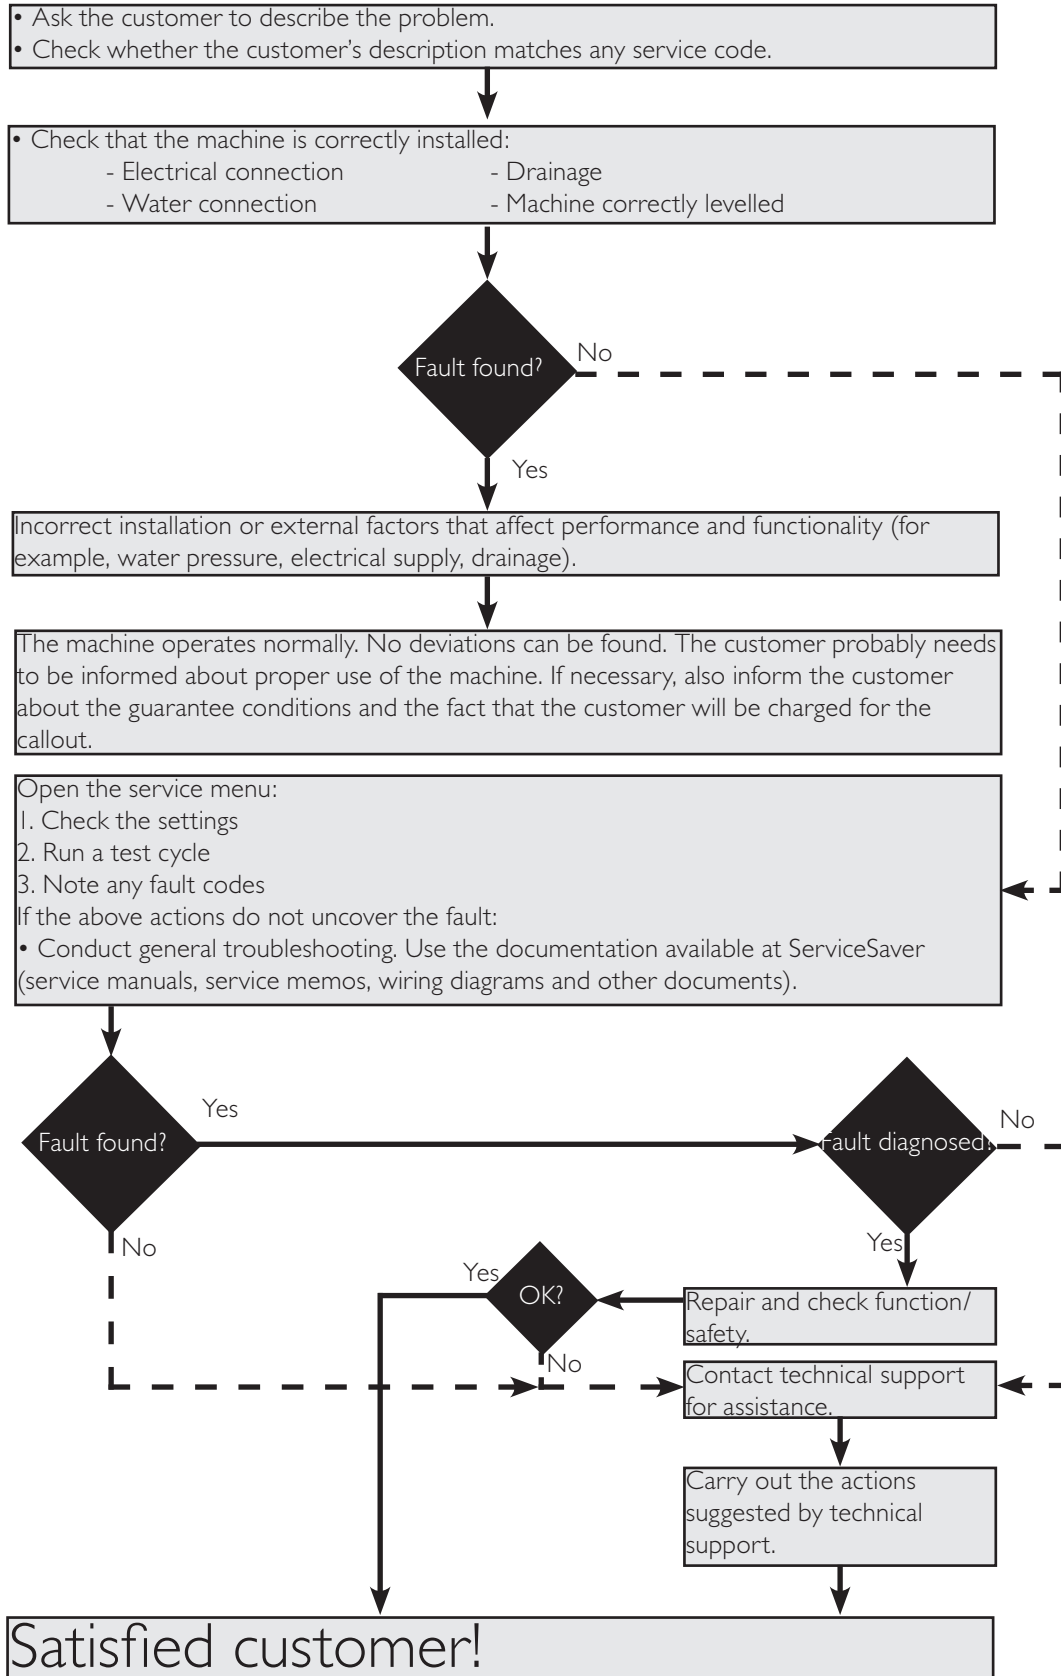 • Ask the customer to describe the problem.
• Check whether the customer's description matches any service code.
• Check that the machine is correctly installed:
- Electrical connection - Drainage
- Water connection - Machine correctly levelled
Fault found?
No
Yes
Incorrect installation or external factors that affect performance and functionality (for
example, water pressure, electrical supply, drainage).
The machine operates normally. No deviations can be found. The customer probably needs
to be informed about proper use of the machine. If necessary, also inform the customer
about the guarantee conditions and the fact that the customer will be charged for the
callout.
Open the service menu:
1. Check the settings
2. Run a test cycle
3. Note any fault codes
If the above actions do not uncover the fault:
• Conduct general troubleshooting. Use the documentation available at ServiceSaver
(service manuals, service memos, wiring diagrams and other documents).
Fault found?
Yes
Fault diagnosed?
No
No
Yes
Yes
OK?
No
Repair and check function/
safety.
Contact technical support
for assistance.
Carry out the actions
suggested by technical
support.
Satisfied customer!